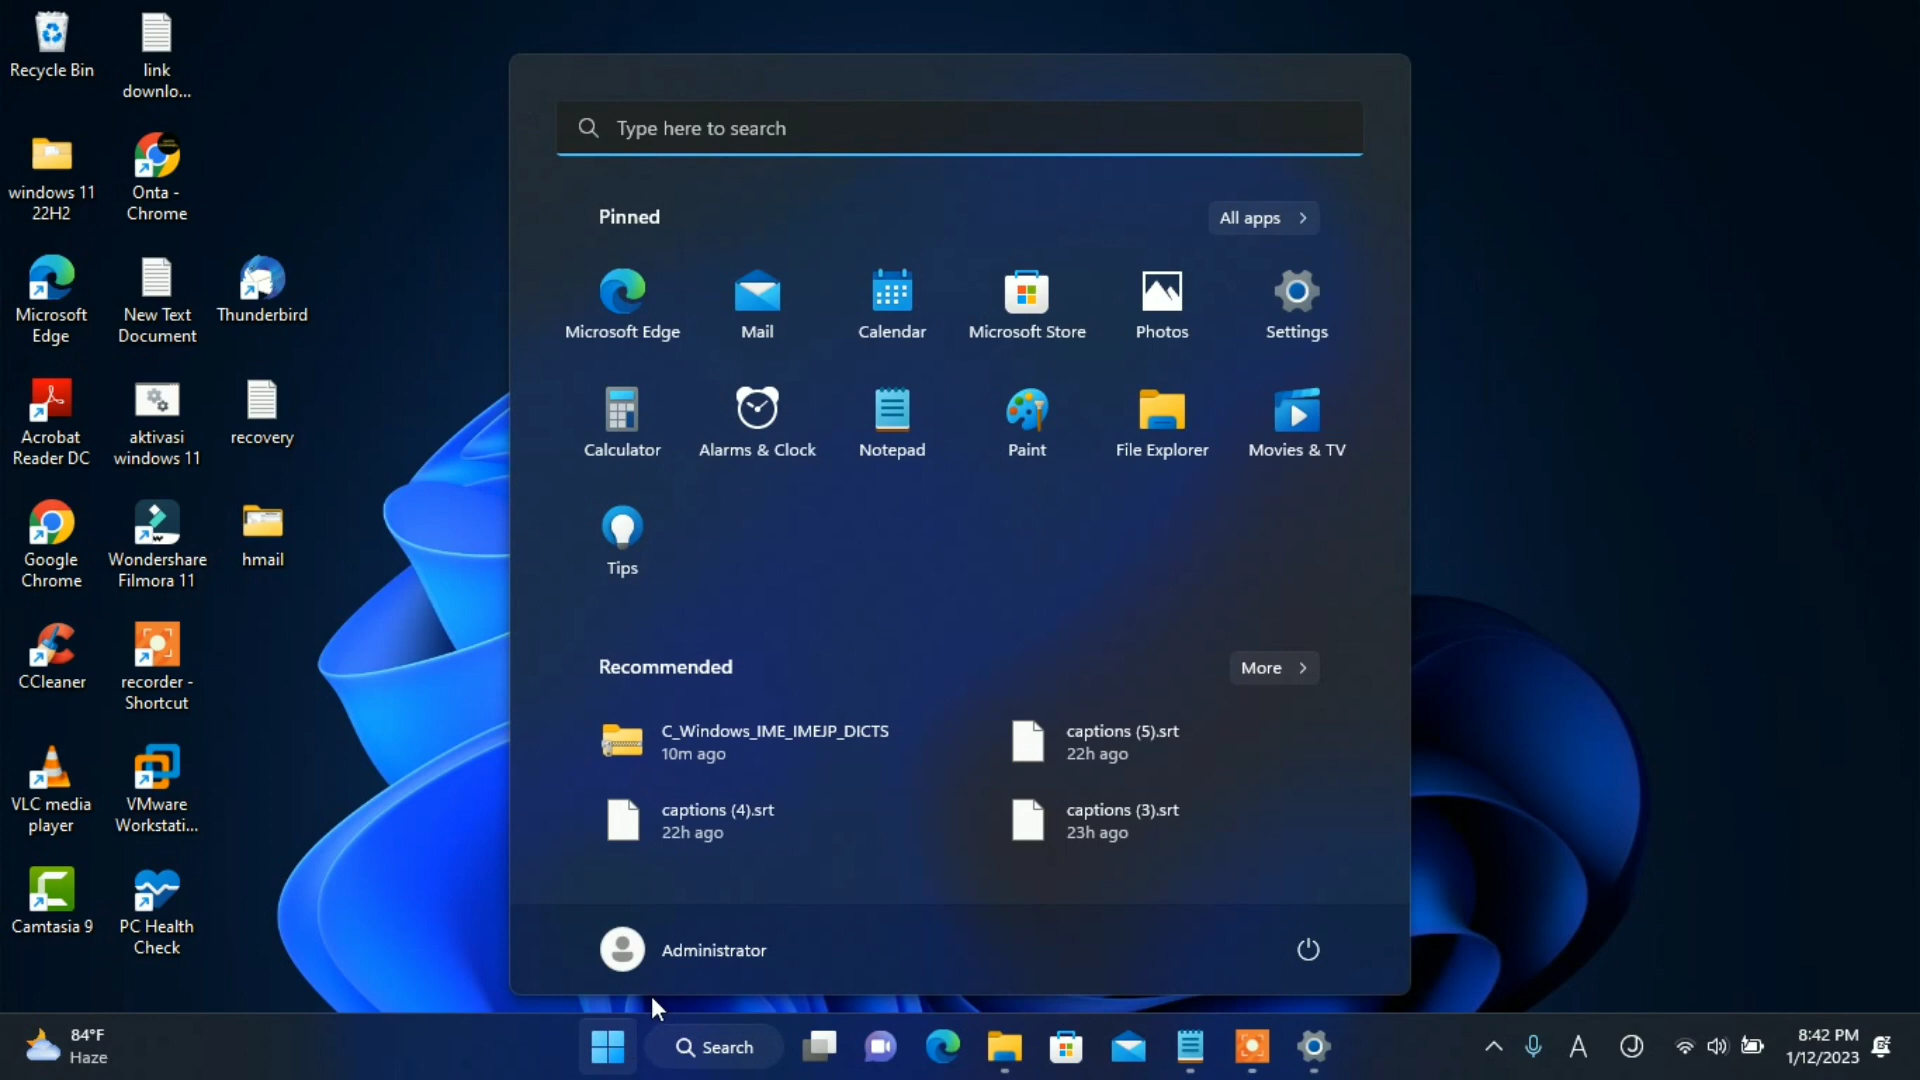 Recycle Bin
link
downlo...
windows 11
22H2
Onta -
Chrome
Microsoft
Edge
New Text
Document
Thunderbird
Acrobat
Reader DC
aktivasi
windows 11
recovery
Google
Chrome
Wondershare
Filmora 11
hmail
CCleaner
recorder -
Shortcut
VLC media
player
VMware
Workstati...
Camtasia 9
PC Health
Check
Type here to search
Pinned
All apps
Microsoft Edge
Mail
Calendar
Microsoft Store
Photos
Settings
Calculator
Alarms & Clock
Notepad
Paint
File Explorer
Movies & TV
Tips
Recommended
More
C_Windows_IME_IMEJP_DICTS
10m ago
captions (5).srt
22h ago
captions (4).srt
22h ago
captions (3).srt
23h ago
Administrator
84°F
Haze
Search
A
8:42 PM
1/12/2023